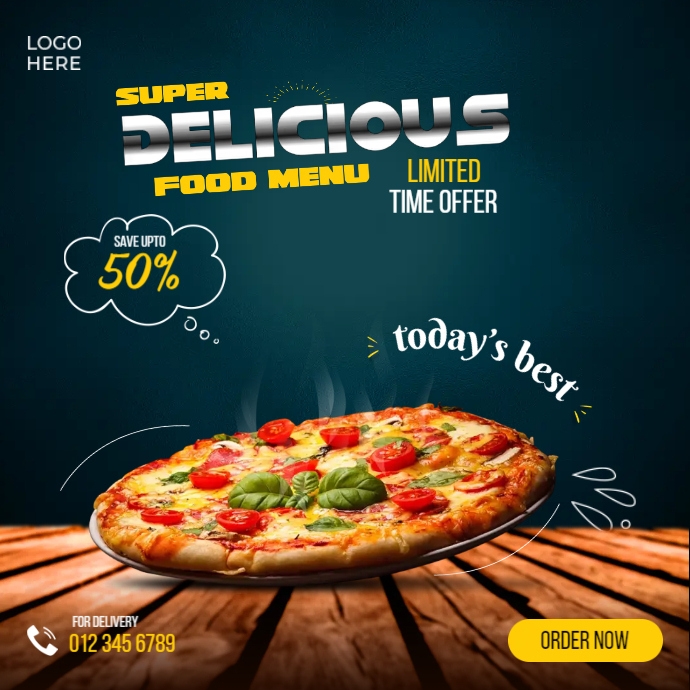 LOGO
HERE
SUPER
DELICIOUS
FOOD MENU
LIMITED
TIME OFFER
SAVE UPTO
50%
today's best
FOR DELIVERY
012 345 6789
ORDER NOW